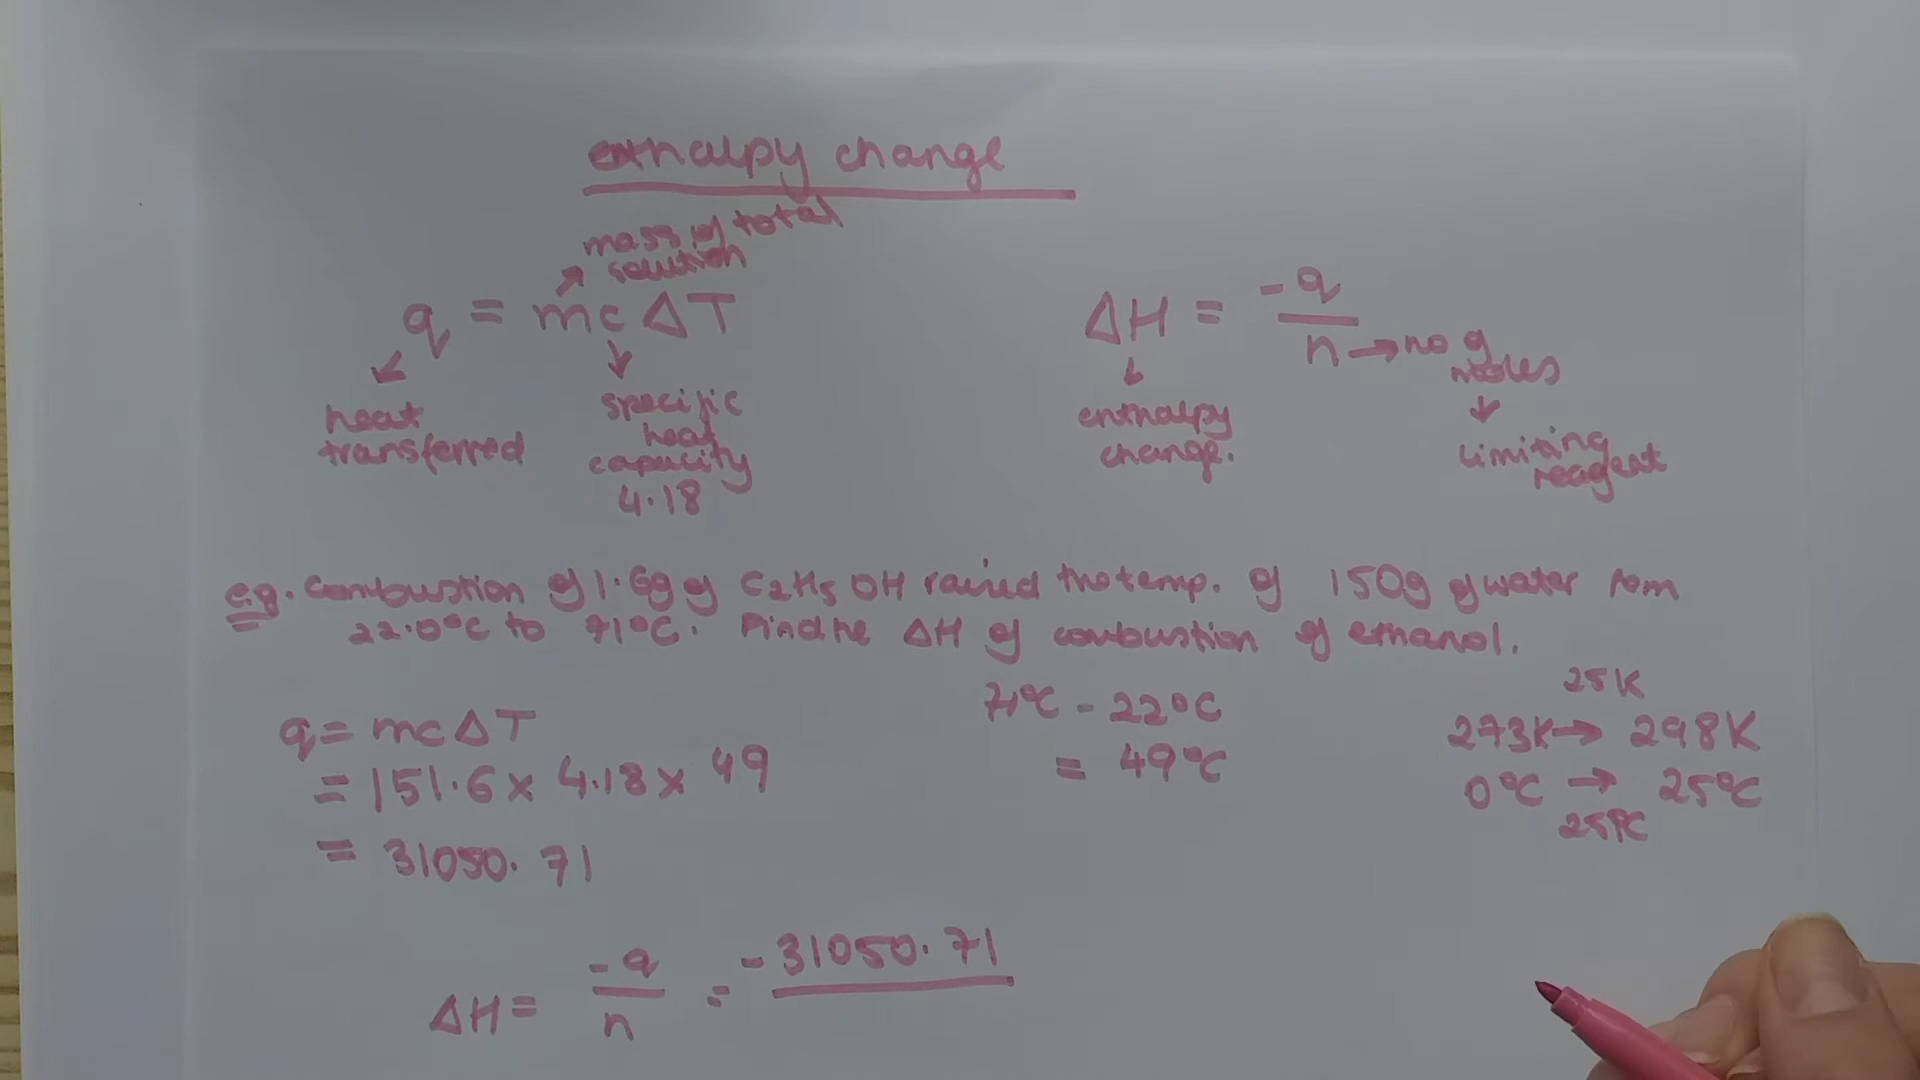 enthalpy change
mass of total
solution
q = mc ΔT
heat
transferred
specific
heat
capacity
4.18
ΔH = -q/n → no of
moles
enthalpy
change.
limiting
reagent
e.g. Combustion of 1.6g of C2H5OH raised the temp. of 150g of water from
22.0°C to 71°C. Find the ΔH of combustion of ethanol.
q = mcΔT
= 151.6 × 4.18 × 49
= 31050.71
71°C - 22°C
= 49°C
25K
273K → 298K
0°C → 25°C
25°C
ΔH = -q/n = -31050.71